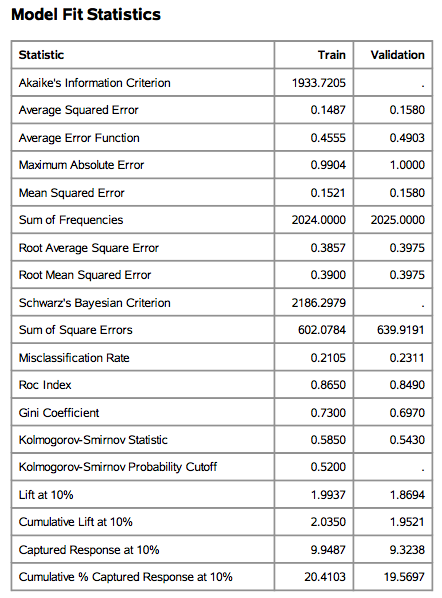 Model Fit Statistics
Statistic Train Validation
Akaike's Information Criterion 1933.7205 .
Average Squared Error 0.1487 0.1580
Average Error Function 0.4555 0.4903
Maximum Absolute Error 0.9904 1.0000
Mean Squared Error 0.1521 0.1580
Sum of Frequencies 2024.0000 2025.0000
Root Average Square Error 0.3857 0.3975
Root Mean Squared Error 0.3900 0.3975
Schwarz's Bayesian Criterion 2186.2979 .
Sum of Square Errors 602.0784 639.9191
Misclassification Rate 0.2105 0.2311
Roc Index 0.8650 0.8490
Gini Coefficient 0.7300 0.6970
Kolmogorov-Smirnov Statistic 0.5850 0.5430
Kolmogorov-Smirnov Probability Cutoff 0.5200 .
Lift at 10% 1.9937 1.8694
Cumulative Lift at 10% 2.0350 1.9521
Captured Response at 10% 9.9487 9.3238
Cumulative % Captured Response at 10% 20.4103 19.5697